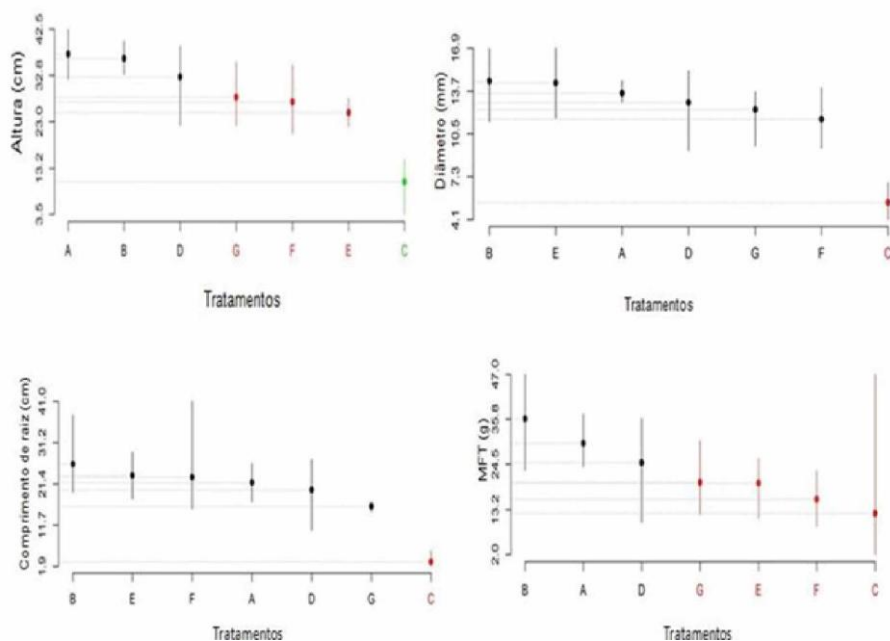 Altura (cm)
42.5
32.8
23.0
13.2
3.5
A B D G F E C
Tratamentos
Diâmetro (mm)
16.9
13.7
10.5
7.3
4.1
B E A D G F C
Tratamentos
Comprimento de raiz (cm)
41.0
31.2
21.4
11.7
1.9
B E F A D G C
Tratamentos
MFT (g)
47.0
35.8
24.5
13.2
2.0
B A D G E F C
Tratamentos